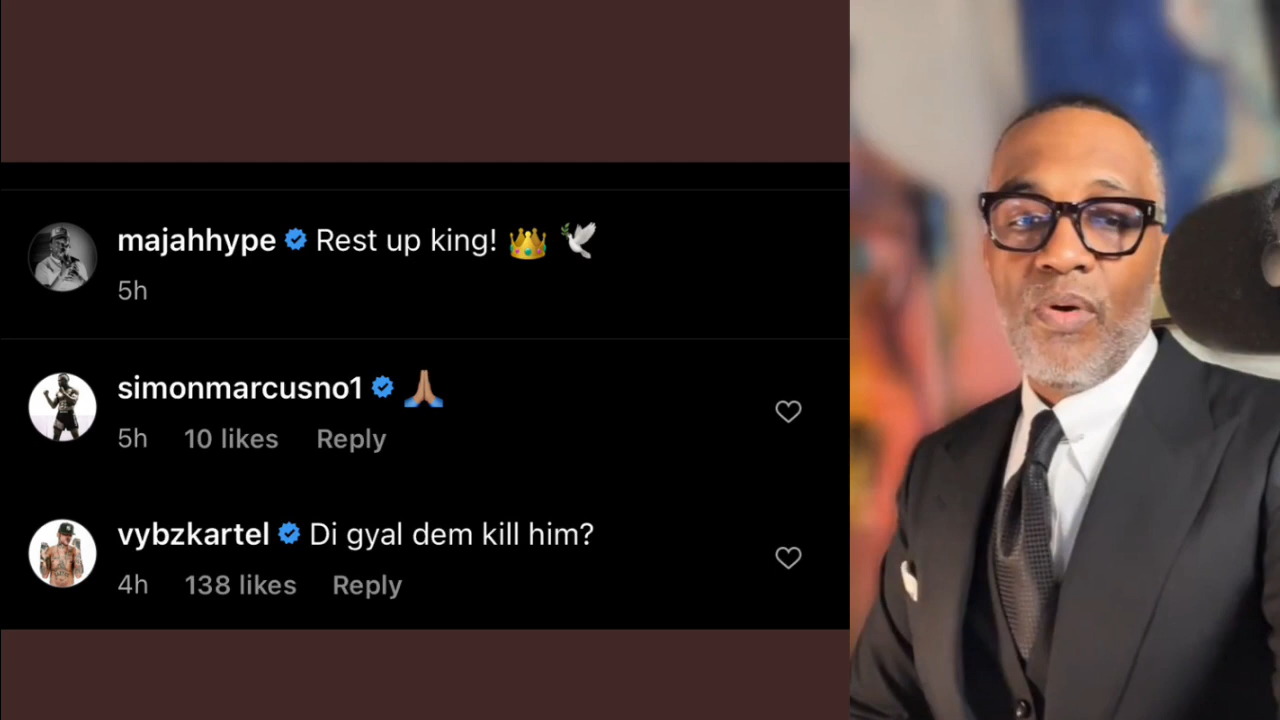 majahhype Rest up king! 👑 🕊️
5h
simonmarcusno1 🙏🏽
5h 10 likes Reply
vybzkartel Di gyal dem kill him?
4h 138 likes Reply